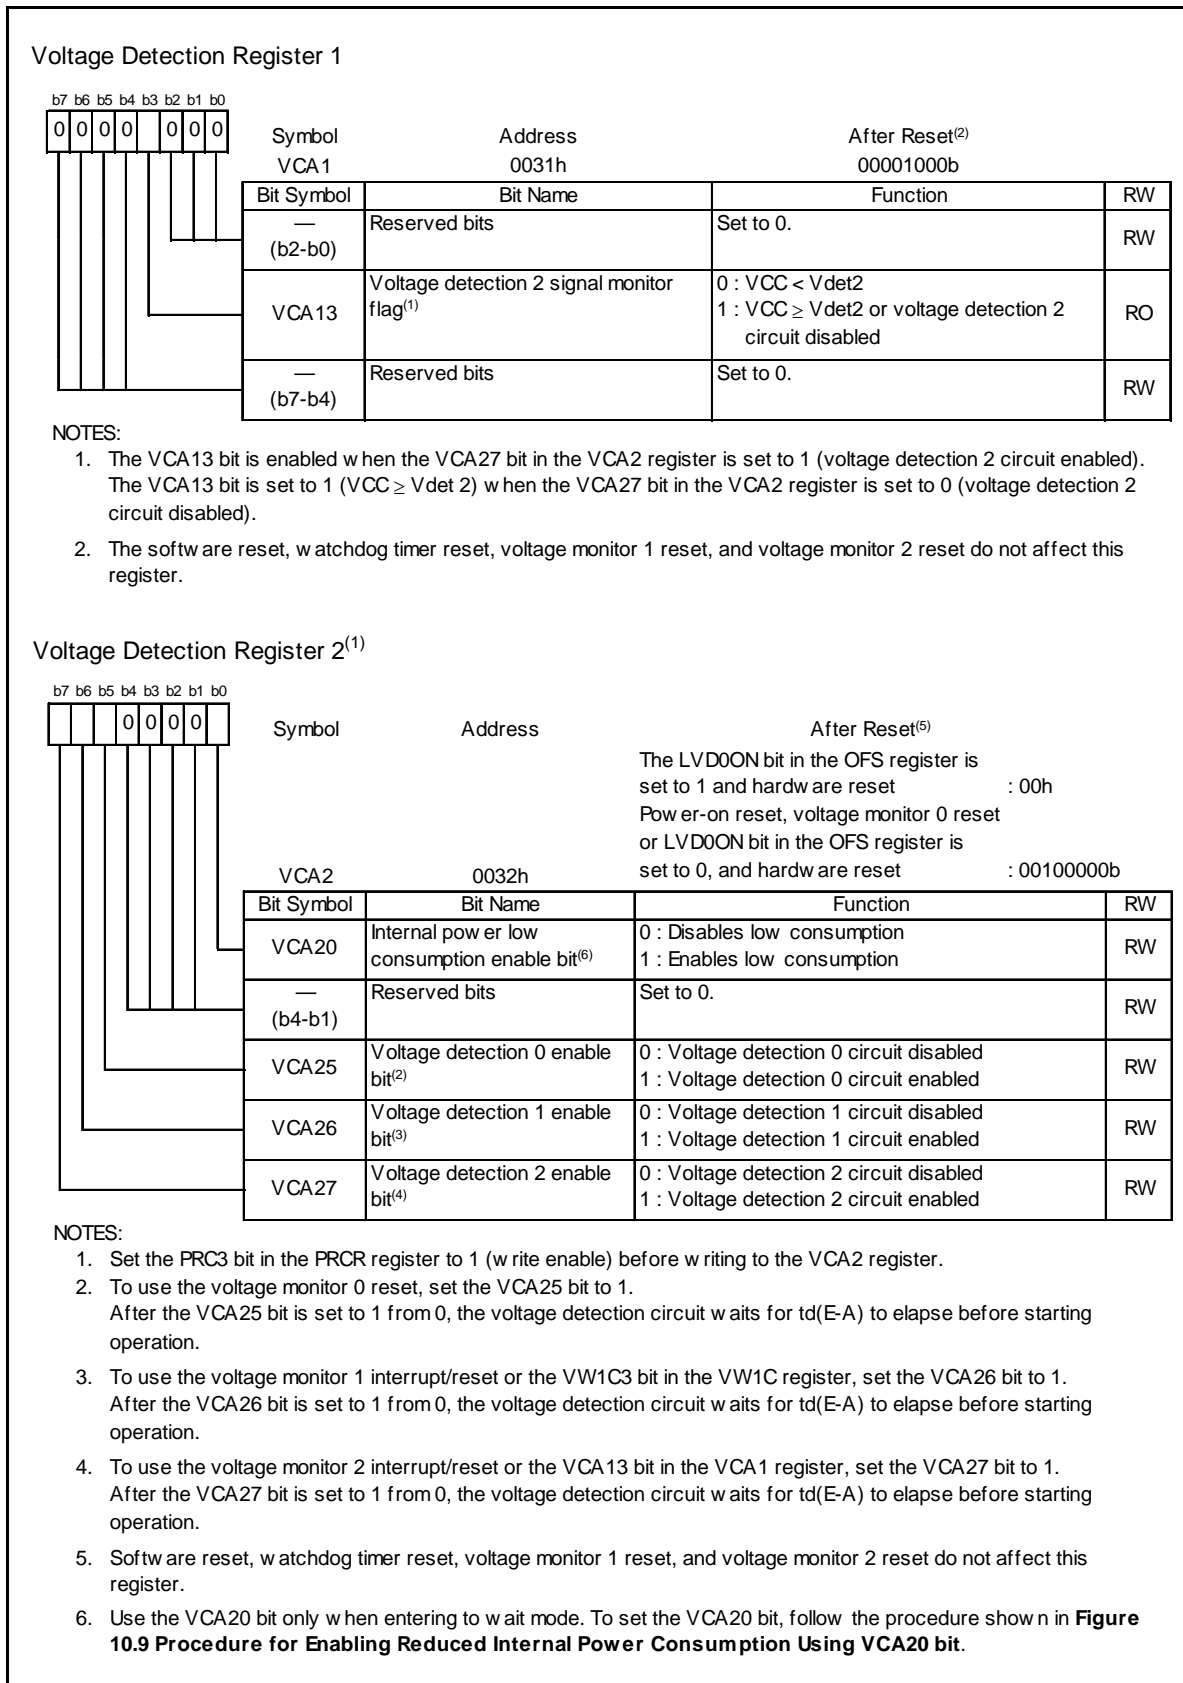 Voltage Detection Register 1
b7 b6 b5 b4 b3 b2 b1 b0
0 0 0 0 0 0 0
Symbol Address After Reset(2)
VCA1 0031h 00001000b
Bit Symbol Bit Name Function RW
— (b2-b0) Reserved bits Set to 0. RW
VCA13 Voltage detection 2 signal monitor flag(1) 0 : VCC < Vdet2
1 : VCC ≥ Vdet2 or voltage detection 2 circuit disabled RO
— (b7-b4) Reserved bits Set to 0. RW
NOTES:
1. The VCA13 bit is enabled when the VCA27 bit in the VCA2 register is set to 1 (voltage detection 2 circuit enabled).
The VCA13 bit is set to 1 (VCC ≥ Vdet 2) when the VCA27 bit in the VCA2 register is set to 0 (voltage detection 2
circuit disabled).
2. The software reset, watchdog timer reset, voltage monitor 1 reset, and voltage monitor 2 reset do not affect this
register.
Voltage Detection Register 2(1)
b7 b6 b5 b4 b3 b2 b1 b0
0 0 0 0
Symbol Address After Reset(5)
The LVD0ON bit in the OFS register is
set to 1 and hardware reset : 00h
Power-on reset, voltage monitor 0 reset
or LVD0ON bit in the OFS register is
VCA2 0032h set to 0, and hardware reset : 00100000b
Bit Symbol Bit Name Function RW
VCA20 Internal power low consumption enable bit(6) 0 : Disables low consumption
1 : Enables low consumption RW
— (b4-b1) Reserved bits Set to 0. RW
VCA25 Voltage detection 0 enable bit(2) 0 : Voltage detection 0 circuit disabled
1 : Voltage detection 0 circuit enabled RW
VCA26 Voltage detection 1 enable bit(3) 0 : Voltage detection 1 circuit disabled
1 : Voltage detection 1 circuit enabled RW
VCA27 Voltage detection 2 enable bit(4) 0 : Voltage detection 2 circuit disabled
1 : Voltage detection 2 circuit enabled RW
NOTES:
1. Set the PRC3 bit in the PRCR register to 1 (write enable) before writing to the VCA2 register.
2. To use the voltage monitor 0 reset, set the VCA25 bit to 1.
After the VCA25 bit is set to 1 from 0, the voltage detection circuit waits for td(E-A) to elapse before starting
operation.
3. To use the voltage monitor 1 interrupt/reset or the VW1C3 bit in the VW1C register, set the VCA26 bit to 1.
After the VCA26 bit is set to 1 from 0, the voltage detection circuit waits for td(E-A) to elapse before starting
operation.
4. To use the voltage monitor 2 interrupt/reset or the VCA13 bit in the VCA1 register, set the VCA27 bit to 1.
After the VCA27 bit is set to 1 from 0, the voltage detection circuit waits for td(E-A) to elapse before starting
operation.
5. Software reset, watchdog timer reset, voltage monitor 1 reset, and voltage monitor 2 reset do not affect this
register.
6. Use the VCA20 bit only when entering to wait mode. To set the VCA20 bit, follow the procedure shown in Figure
10.9 Procedure for Enabling Reduced Internal Power Consumption Using VCA20 bit.